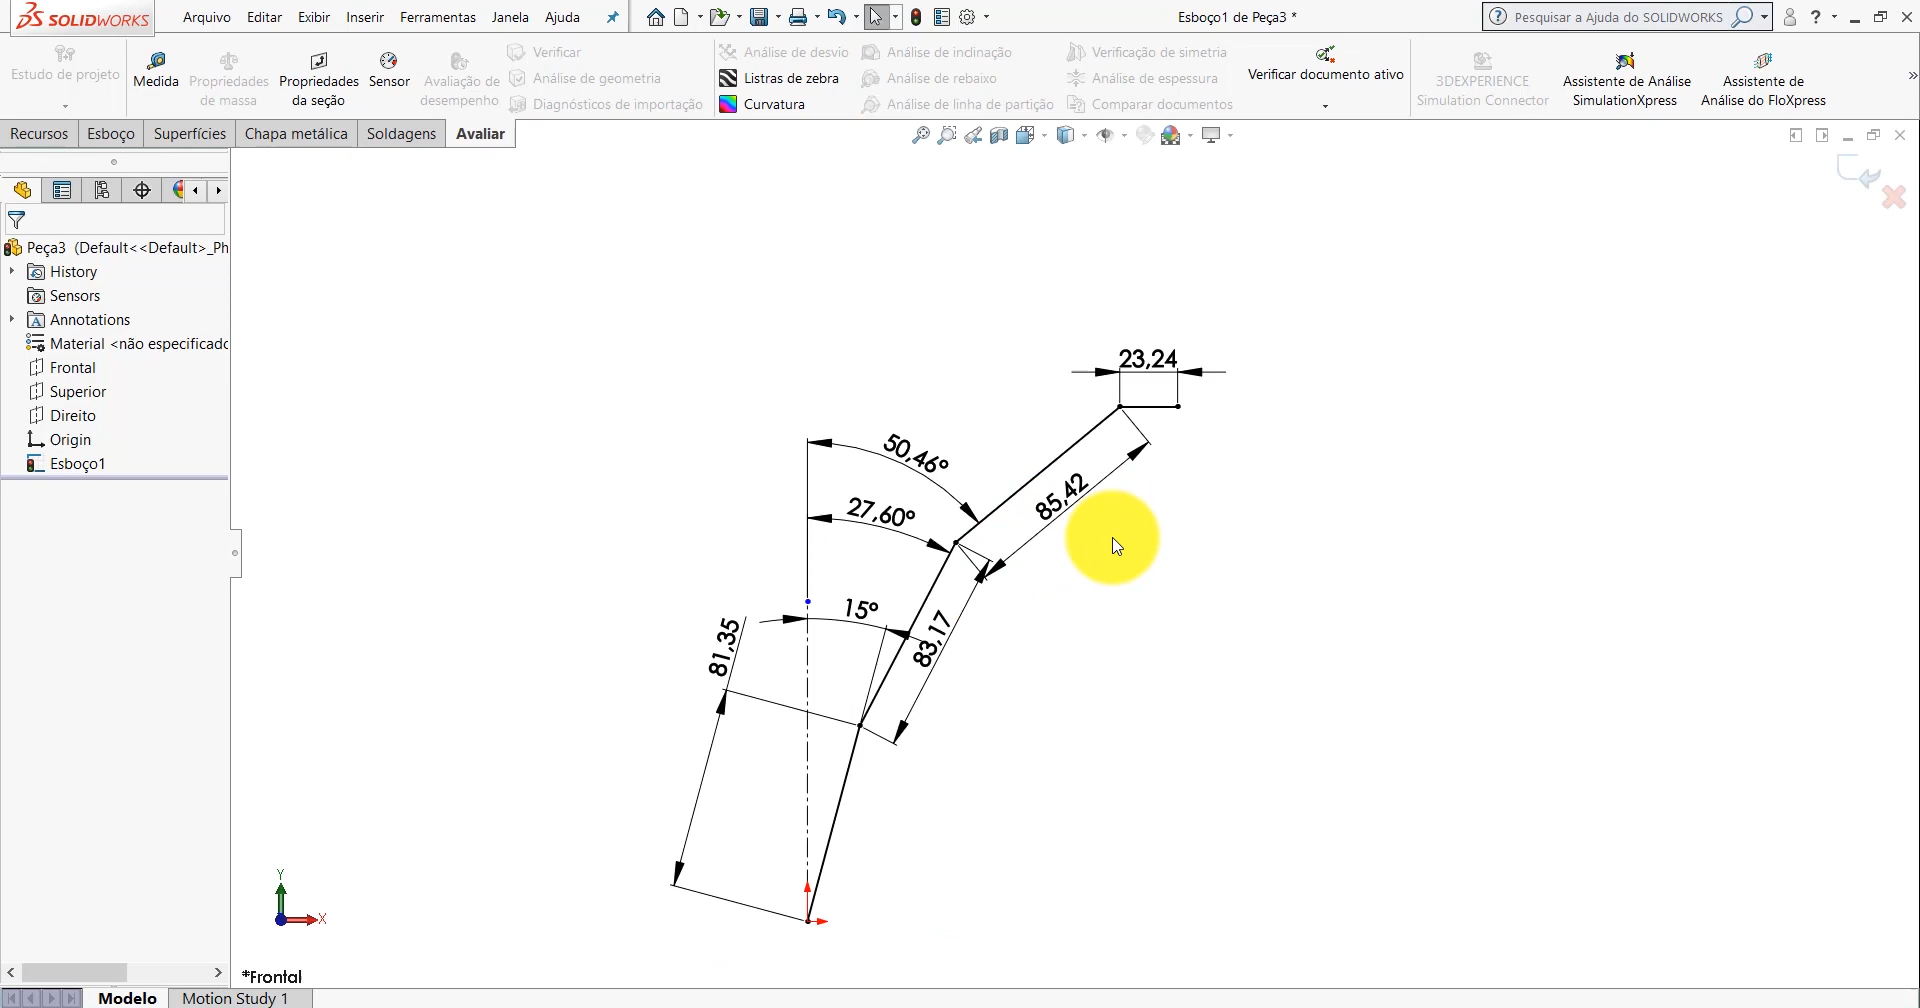 SOLIDWORKS
Arquivo Editar Exibir Inserir Ferramentas Janela Ajuda
Esboço1 de Peça3 *
Pesquisar a Ajuda do SOLIDWORKS
?
Estudo de projeto
Medida
Propriedades de massa
Propriedades da seção
Sensor
Avaliação de desempenho
Verificar
Análise de geometria
Diagnósticos de importação
Análise de desvio
Listras de zebra
Curvatura
Análise de inclinação
Análise de rebaixo
Análise de linha de partição
Verificação de simetria
Análise de espessura
Comparar documentos
Verificar documento ativo
3DEXPERIENCE
Simulation Connector
Assistente de Análise
SimulationXpress
Assistente de
Análise do FloXpress
Recursos Esboço Superfícies Chapa metálica Soldagens Avaliar
Peça3 (Default<<Default>_Ph
History
Sensors
Annotations
Material <não especificado
Frontal
Superior
Direito
Origin
Esboço1
23,24
50,46°
85,42
27,60°
15°
83,17
81,35
Y
X
*Frontal
Modelo Motion Study 1